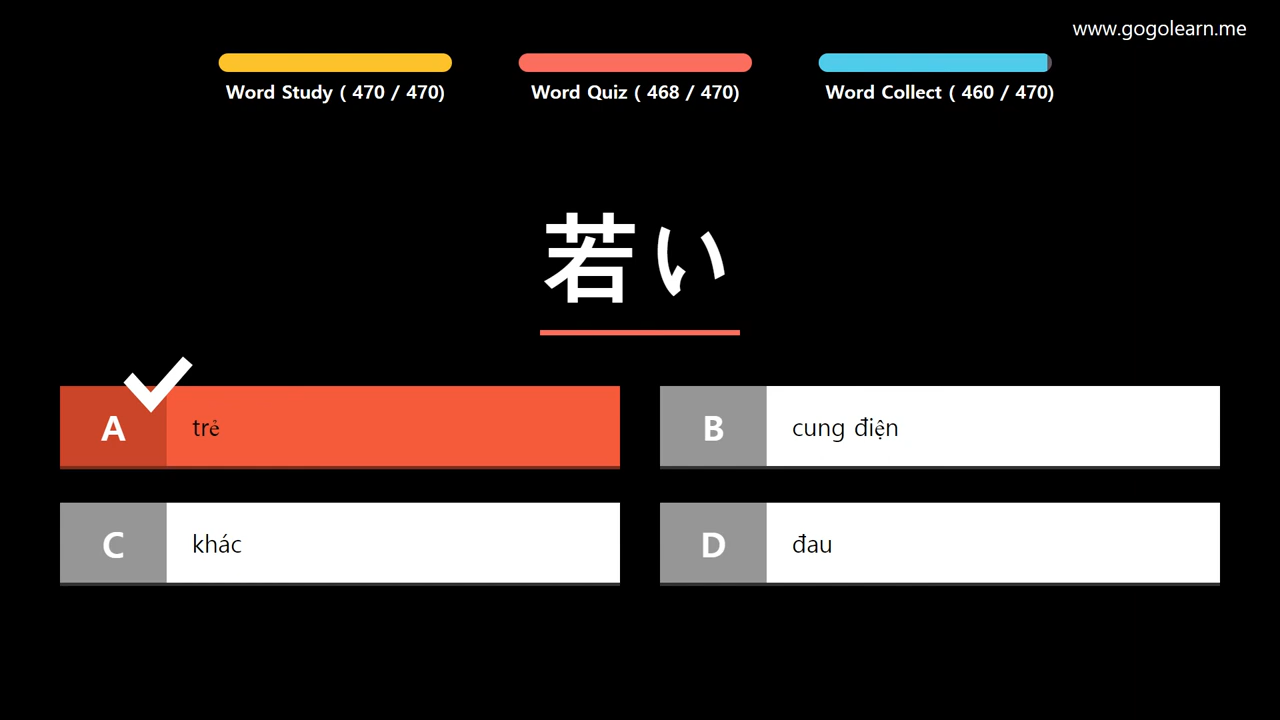 www.gogolearn.me
Word Study ( 470 / 470)
Word Quiz ( 468 / 470)
Word Collect ( 460 / 470)
若い
A
trẻ
B
cung điện
C
khác
D
đau